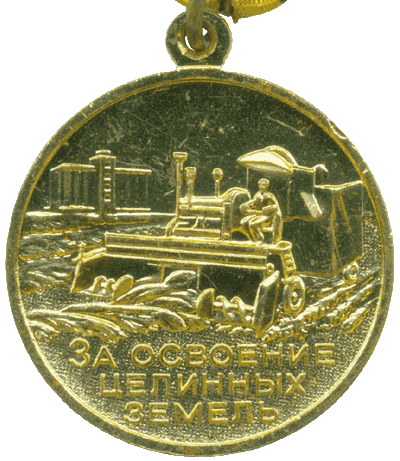 За освоение
целинных
земель